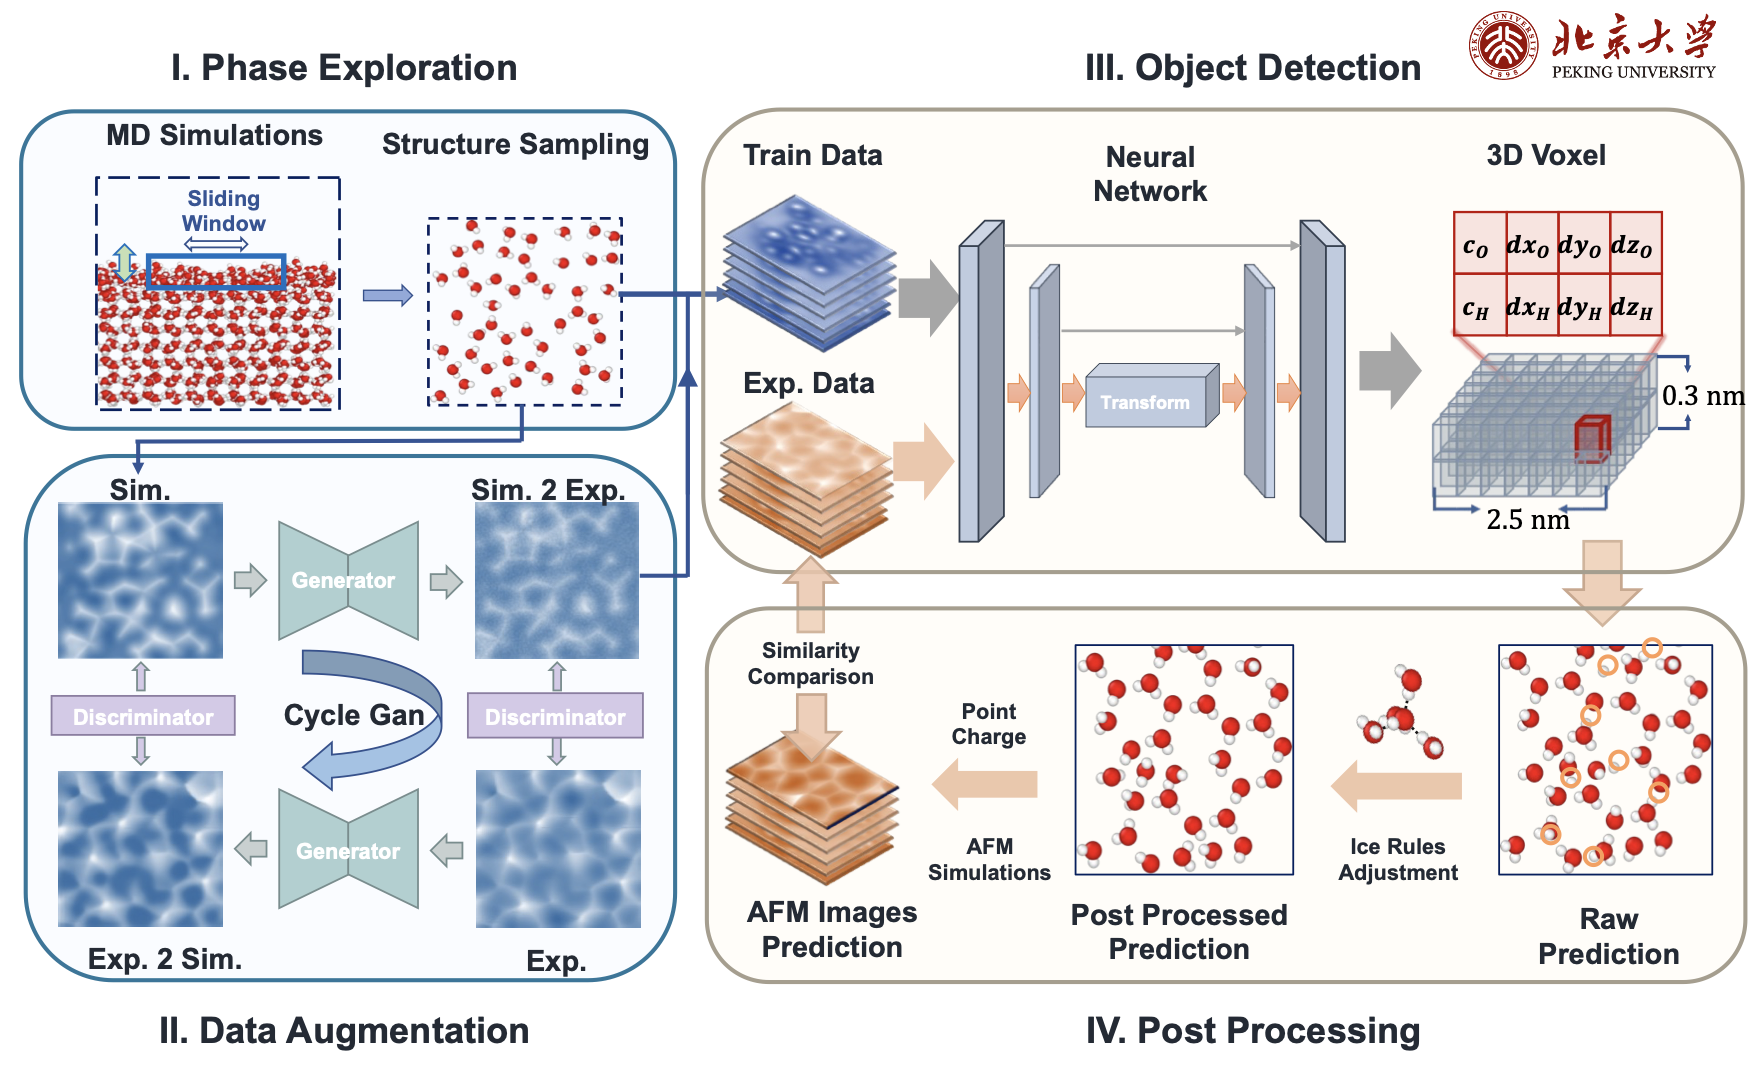 I. Phase Exploration
MD Simulations
Structure Sampling
Sliding
Window
III. Object Detection
PEKING UNIVERSITY
1898
北京大学
PEKING UNIVERSITY
Train Data
Neural
Network
3D Voxel
c_O dx_O dy_O dz_O
c_H dx_H dy_H dz_H
Exp. Data
Transform
0.3 nm
2.5 nm
Sim.
Sim. 2 Exp.
Generator
Discriminator
Cycle Gan
Discriminator
Generator
Exp. 2 Sim.
Exp.
II. Data Augmentation
Similarity
Comparison
Point
Charge
AFM
Simulations
Ice Rules
Adjustment
AFM Images
Prediction
Post Processed
Prediction
Raw
Prediction
IV. Post Processing